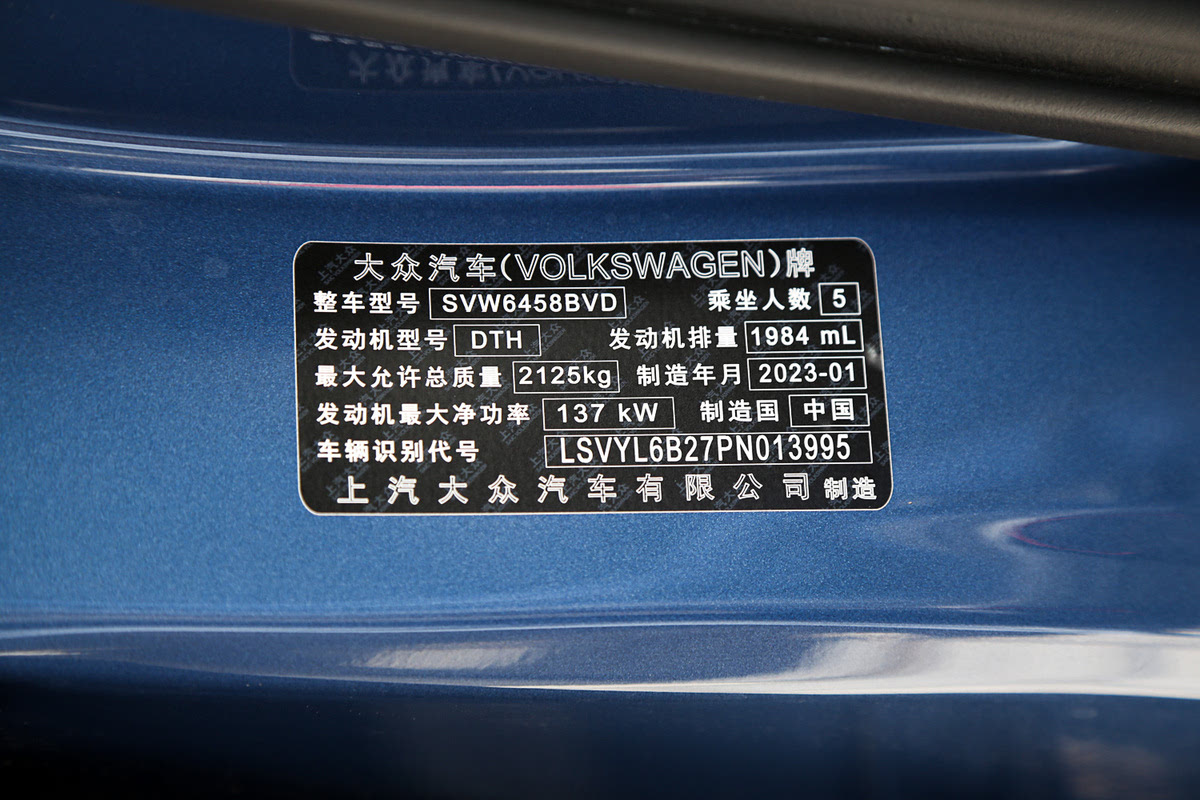 大众汽车(VOLKSWAGEN)牌
整车型号 SVW6458BVD 乘坐人数 5
发动机型号 DTH 发动机排量 1984 mL
最大允许总质量 2125kg 制造年月 2023-01
发动机最大净功率 137 kW 制造国 中国
车辆识别代号 LSVYL6B27PN013995
上汽大众汽车有限公司 制造